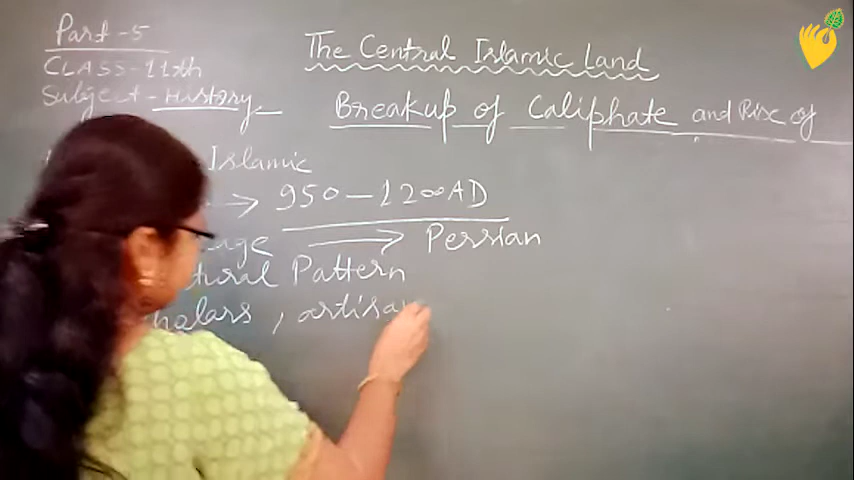 Part-5
CLASS-11th
Subject-History
The Central Islamic Land
Breakup of Caliphate and Rise of
Islamic
→ 950-1200AD
→ Persian
Pattern
, artisa